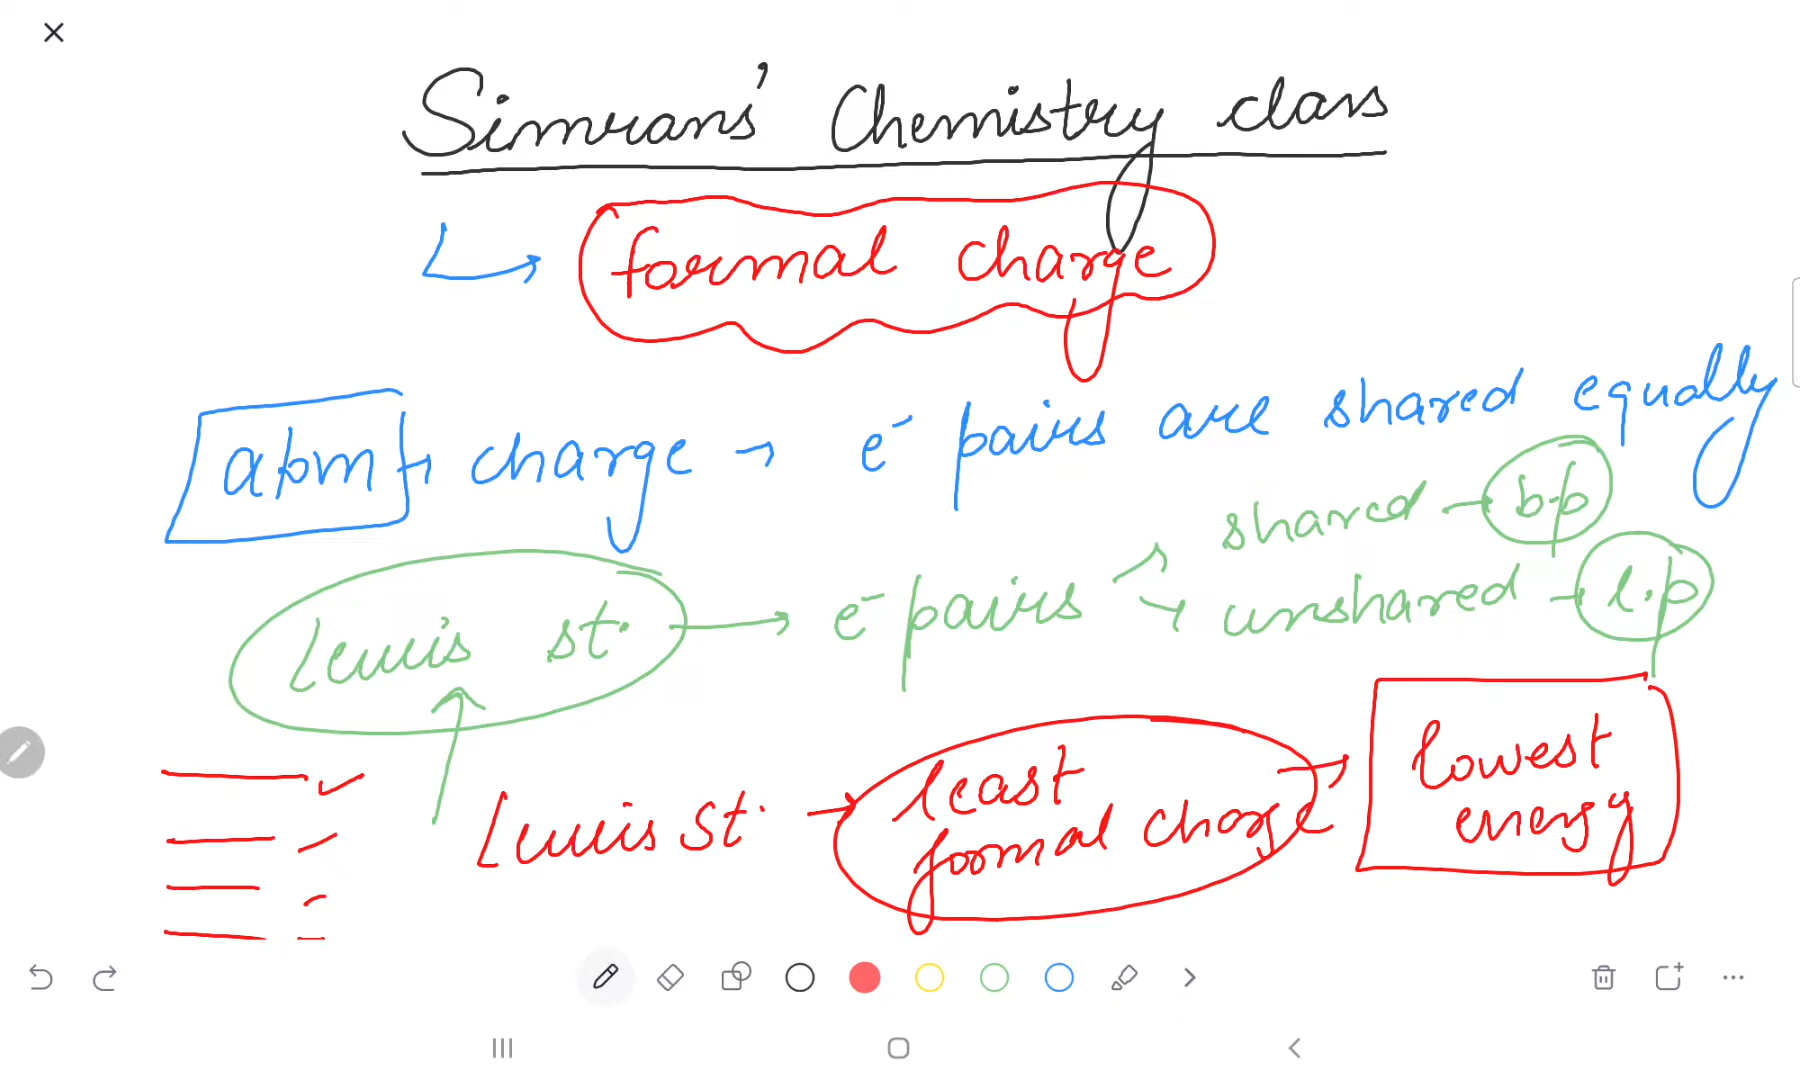 Simrans' Chemistry class
formal charge
atom → charge → e⁻ pairs are shared equally
shared → b.p
Lewis st. → e⁻ pairs
unshared → l.p
Lewis St. → least formal charge → lowest energy